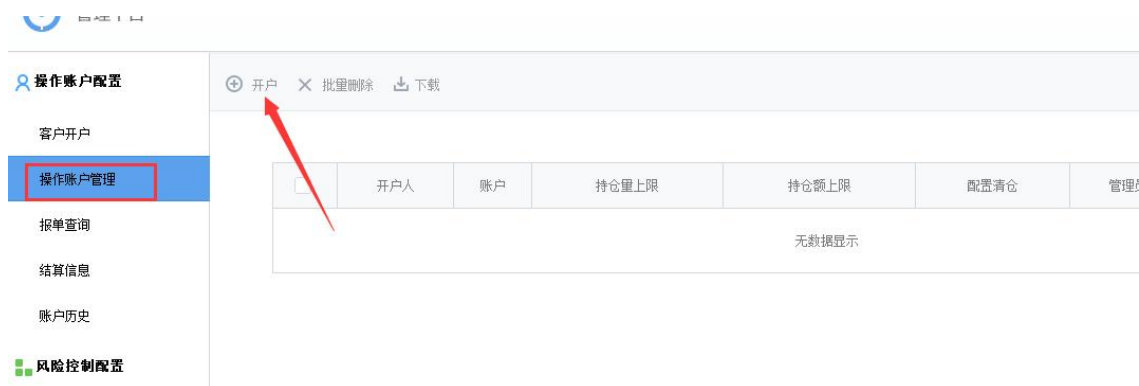 操作账户配置
开户 批量删除 下载
客户开户
操作账户管理
开户人 账户 持仓量上限 持仓额上限 配置清仓 管理
报单查询
无数据显示
结算信息
账户历史
风险控制配置